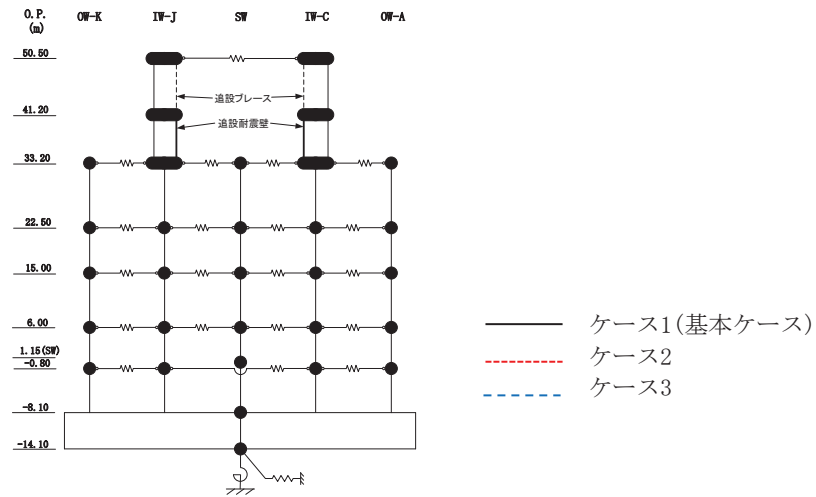 O.P. OW-K IW-J SW IW-C OW-A
(m)
50.50
追設ブレース
41.20
追設耐震壁
33.20
22.50
15.00
6.00
1.15(SW)
-0.80
-8.10
-14.10
ケース1(基本ケース)
ケース2
ケース3